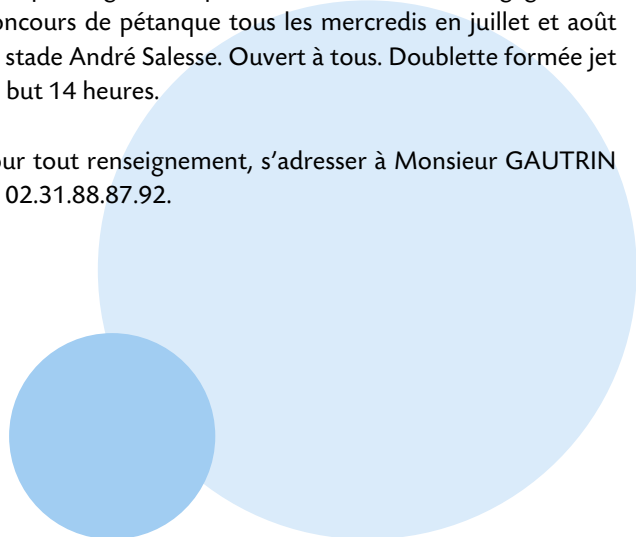 oncours de pétanque tous les mercredis en juillet et août
stade André Salesse. Ouvert à tous. Doublette formée jet
but 14 heures.
our tout renseignement, s'adresser à Monsieur GAUTRIN
02.31.88.87.92.